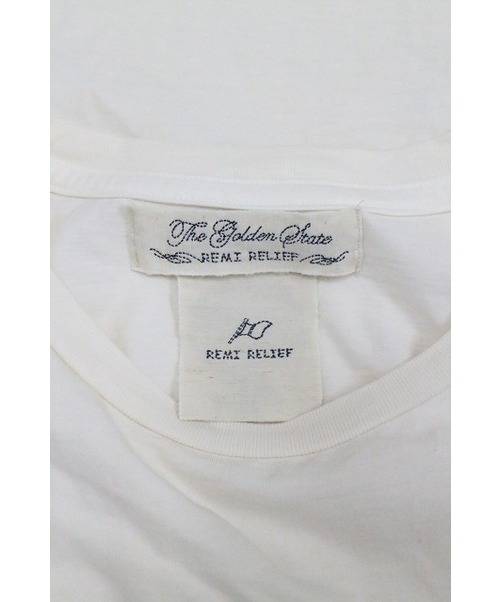 The Golden State
REMI RELIEF
REMI RELIEF